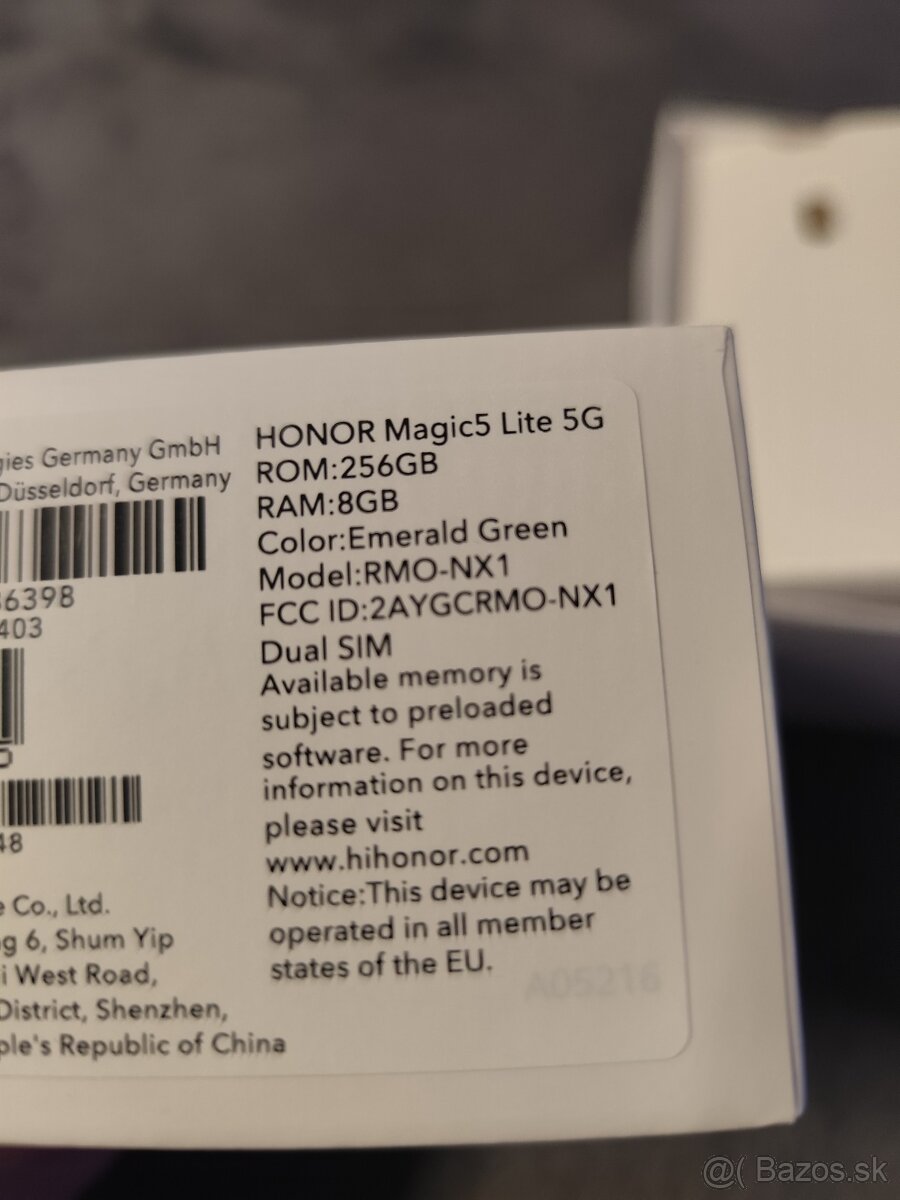 gies Germany GmbH
Düsseldorf, Germany
6398
403
48
e Co., Ltd.
g 6, Shum Yip
i West Road,
District, Shenzhen,
ple's Republic of China
HONOR Magic5 Lite 5G
ROM:256GB
RAM:8GB
Color:Emerald Green
Model:RMO-NX1
FCC ID:2AYGCRMO-NX1
Dual SIM
Available memory is
subject to preloaded
software. For more
information on this device,
please visit
www.hihonor.com
Notice:This device may be
operated in all member
states of the EU.
A05216
@( Bazos.sk